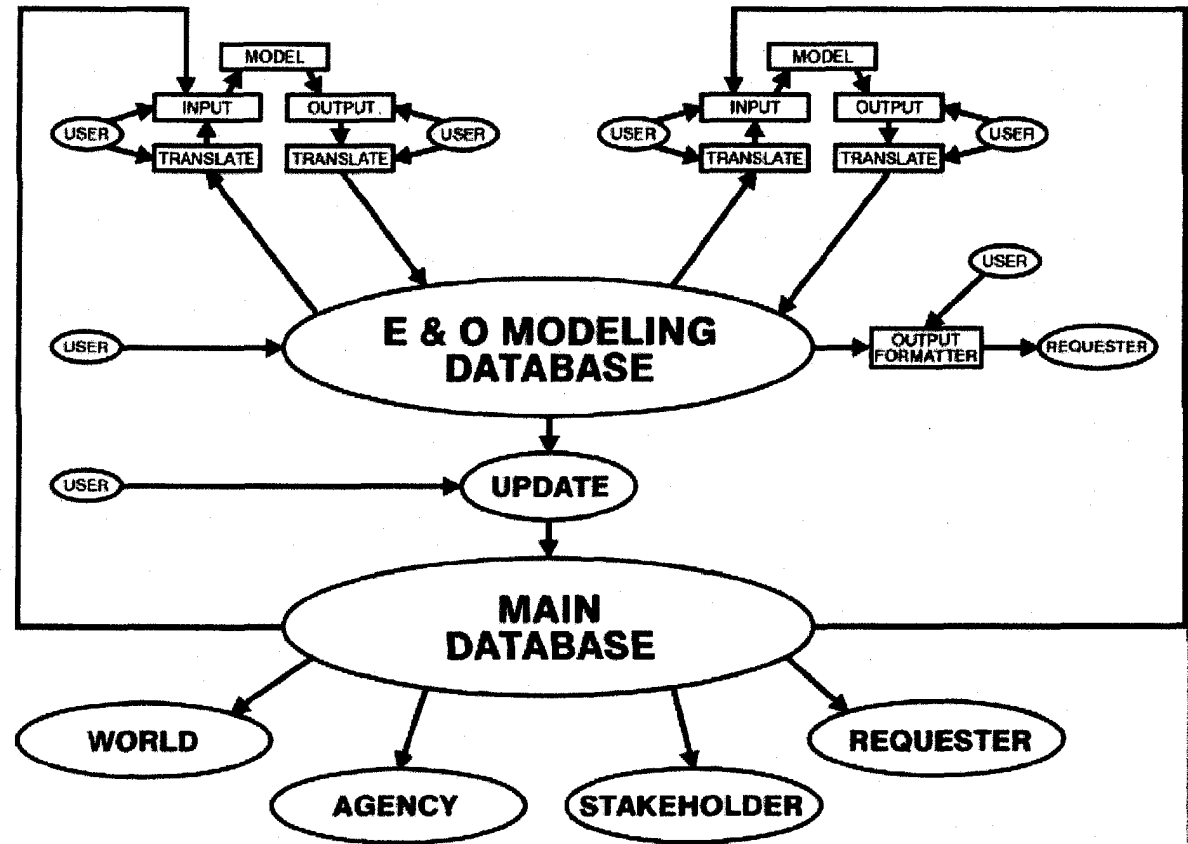 MODEL
INPUT
OUTPUT
USER
USER
TRANSLATE
TRANSLATE
MODEL
INPUT
OUTPUT
USER
USER
TRANSLATE
TRANSLATE
USER
E & O MODELING
DATABASE
USER
OUTPUT
FORMATTER
REQUESTER
USER
UPDATE
MAIN
DATABASE
WORLD
REQUESTER
AGENCY
STAKEHOLDER